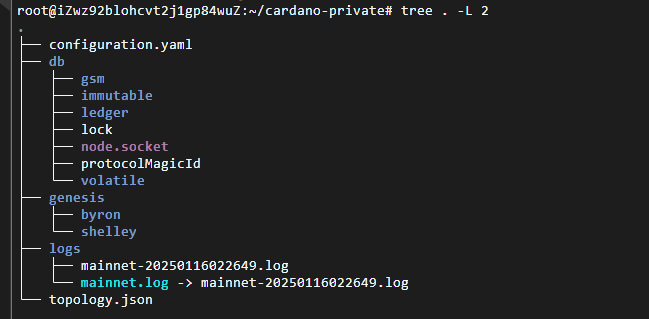 root@iZwz92blohcvt2j1gp84wuZ:~/cardano-private# tree . -L 2
.
├── configuration.yaml
├── db
│   ├── gsm
│   ├── immutable
│   ├── ledger
│   ├── lock
│   ├── node.socket
│   ├── protocolMagicId
│   └── volatile
├── genesis
│   ├── byron
│   └── shelley
├── logs
│   ├── mainnet-20250116022649.log
│   └── mainnet.log -> mainnet-20250116022649.log
└── topology.json